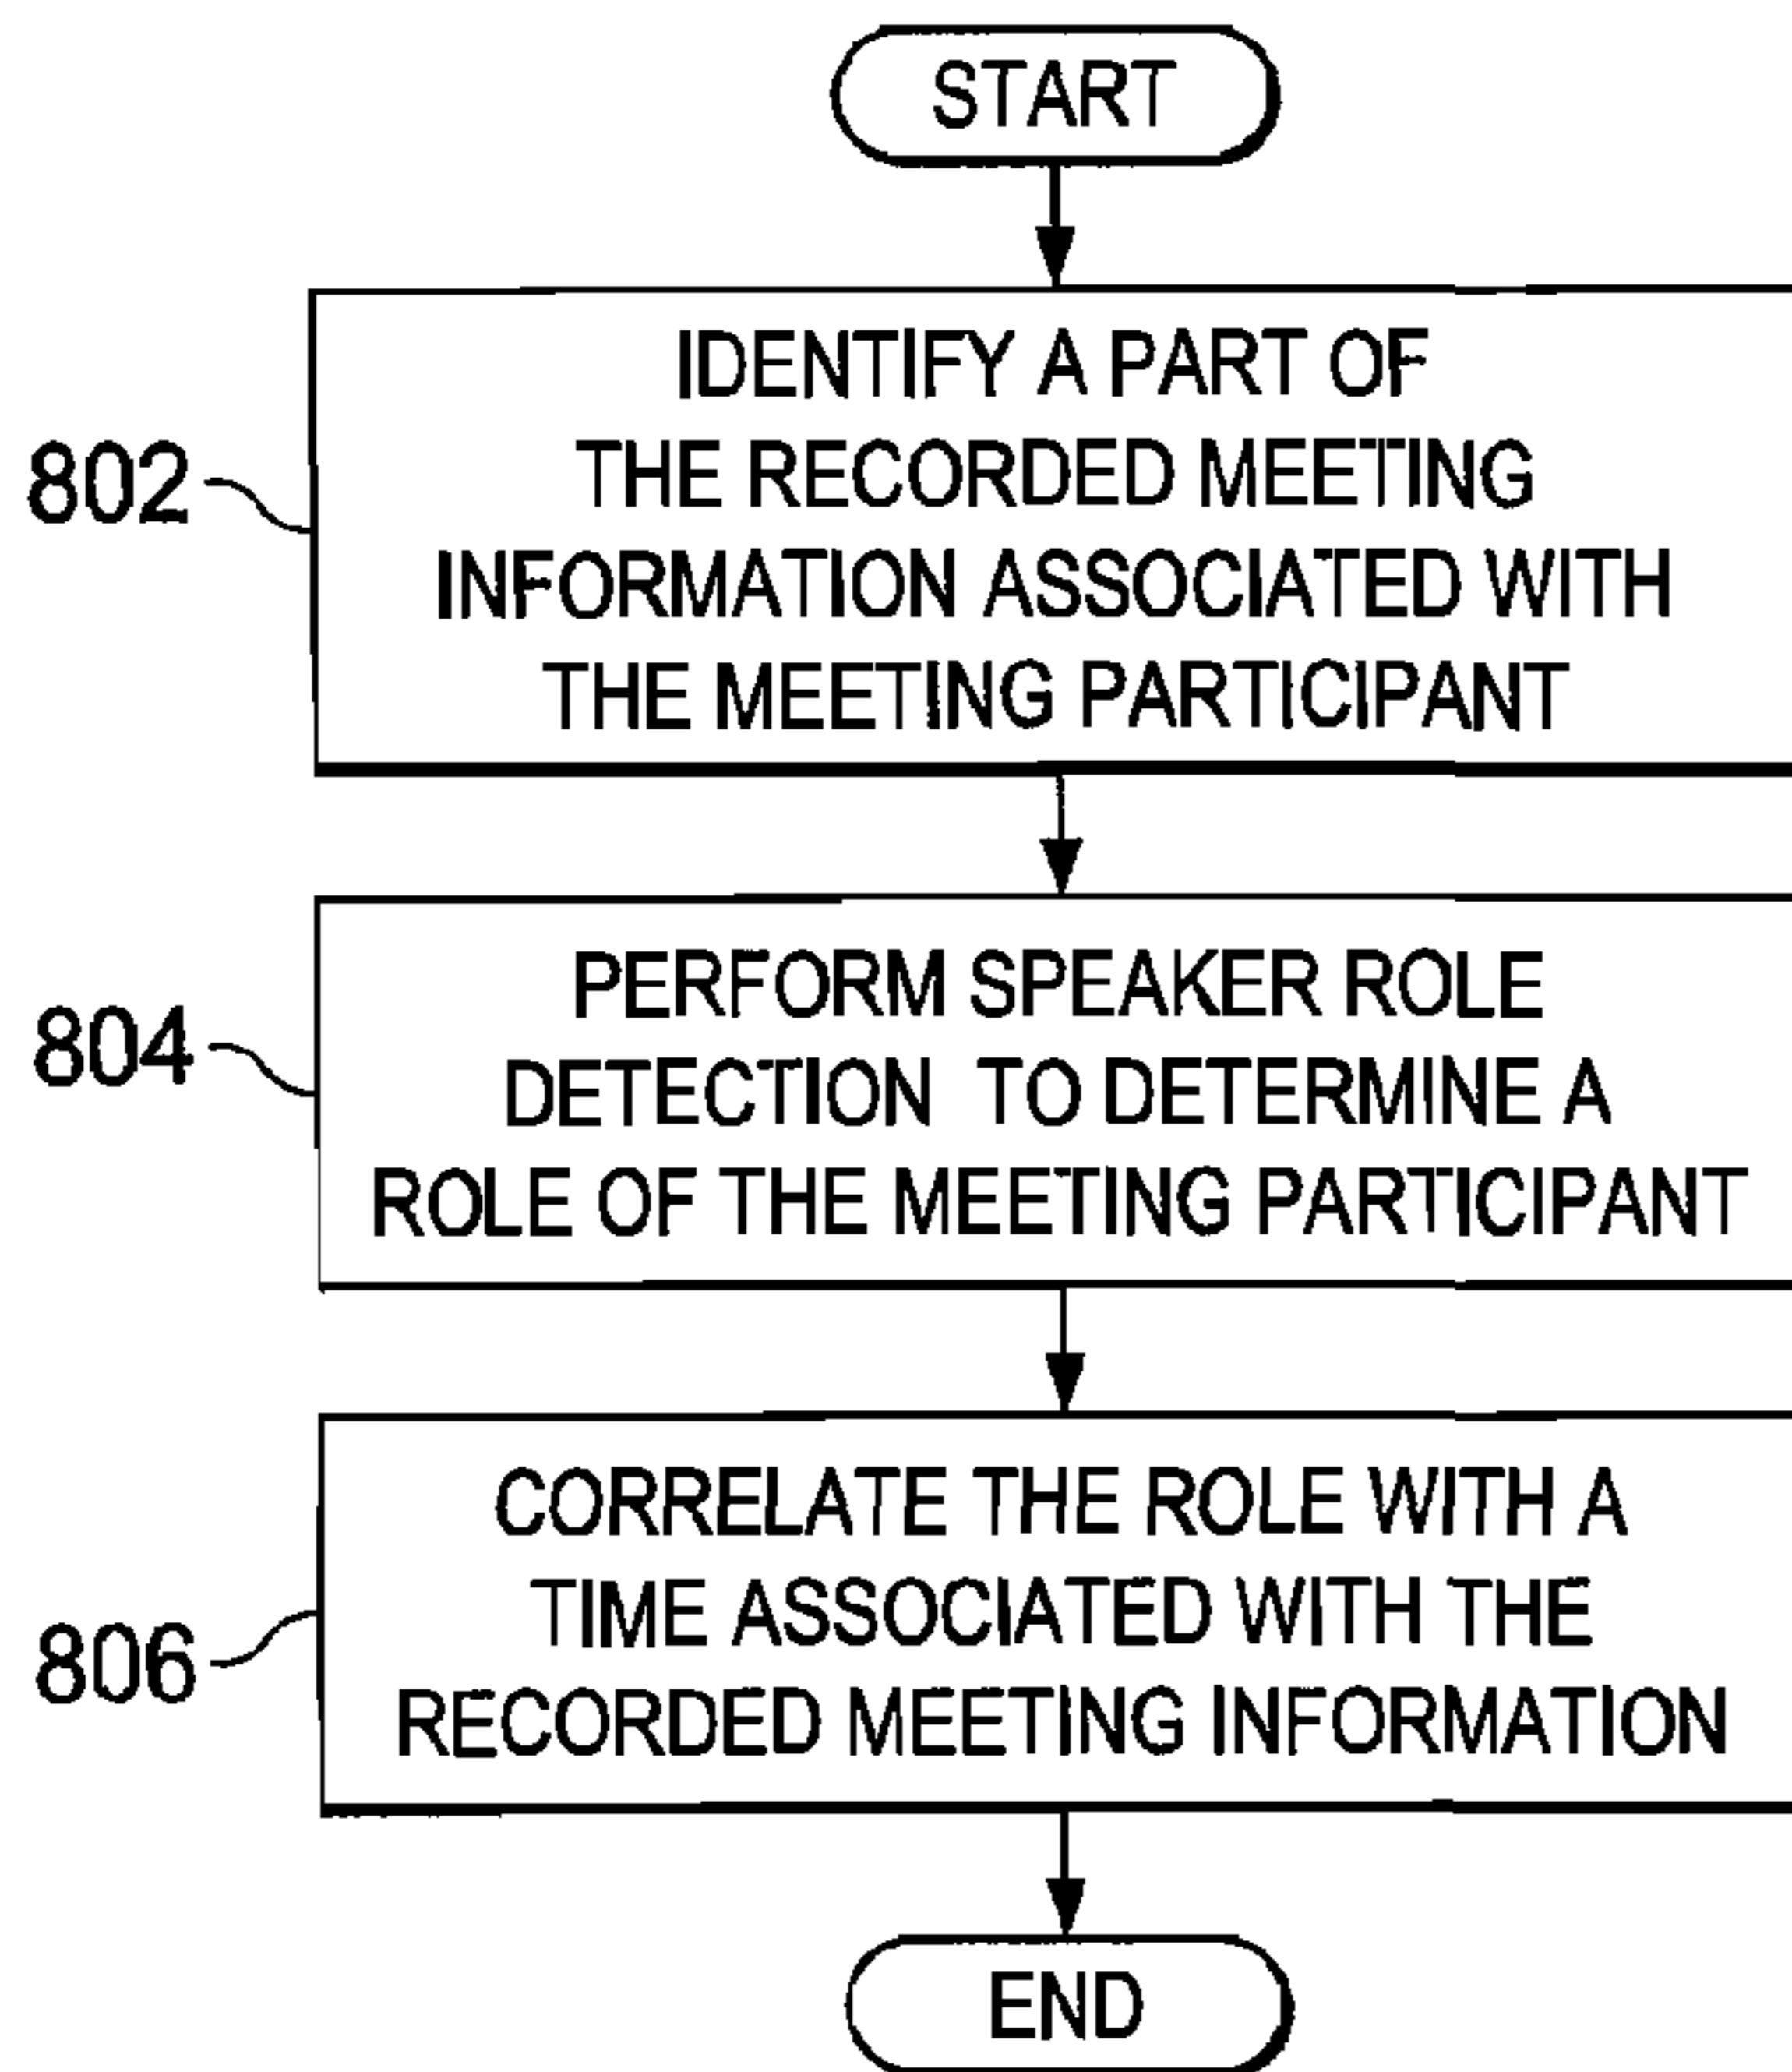 START
IDENTIFY A PART OF
THE RECORDED MEETING
802
INFORMATION ASSOCIATED WITH
THE MEETING PARTICIPANT
PERFORM SPEAKER ROLE
804
DETECTION TO DETERMINE A
ROLE OF THE MEETING PARTICIPANT
CORRELATE THE ROLE WITH A
TIME ASSOCIATED WITH THE
806
RECORDED MEETING INFORMATION
END